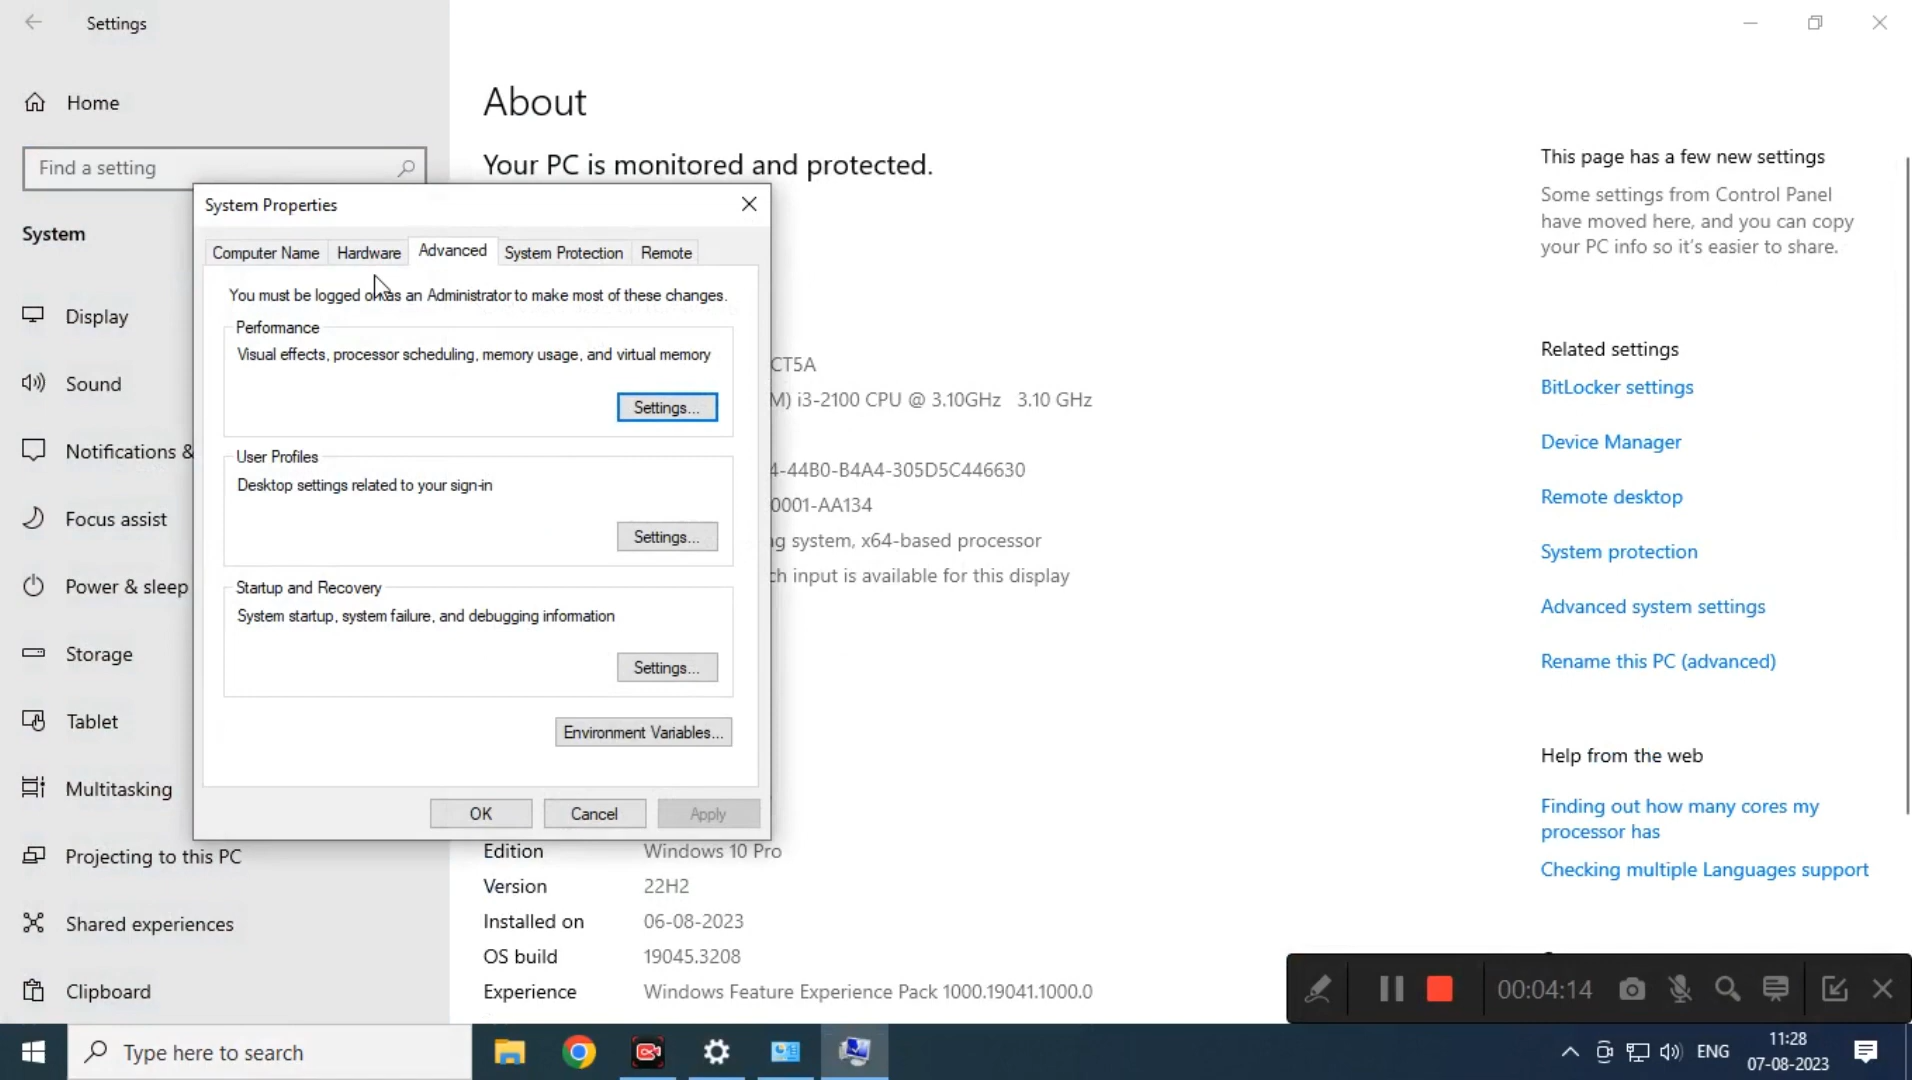 Settings
Home
Find a setting
System
Display
Sound
Notifications &
Focus assist
Power & sleep
Storage
Tablet
Multitasking
Projecting to this PC
Shared experiences
Clipboard
About
Your PC is monitored and protected.
System Properties
Computer Name Hardware Advanced System Protection Remote
You must be logged on as an Administrator to make most of these changes.
Performance
Visual effects, processor scheduling, memory usage, and virtual memory
Settings...
User Profiles
Desktop settings related to your sign-in
Settings...
Startup and Recovery
System startup, system failure, and debugging information
Settings...
Environment Variables...
OK Cancel Apply
CT5A
M) i3-2100 CPU @ 3.10GHz 3.10 GHz
4-44B0-B4A4-305D5C446630
0001-AA134
system, x64-based processor
input is available for this display
Edition Windows 10 Pro
Version 22H2
Installed on 06-08-2023
OS build 19045.3208
Experience Windows Feature Experience Pack 1000.19041.1000.0
This page has a few new settings
Some settings from Control Panel
have moved here, and you can copy
your PC info so it's easier to share.
Related settings
BitLocker settings
Device Manager
Remote desktop
System protection
Advanced system settings
Rename this PC (advanced)
Help from the web
Finding out how many cores my
processor has
Checking multiple Languages support
00:04:14
Type here to search
ENG
11:28
07-08-2023